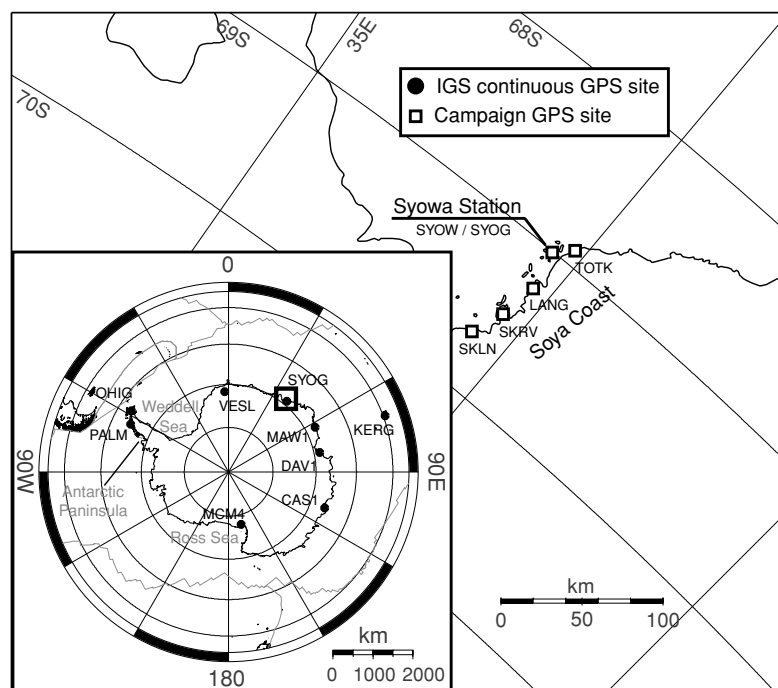 69S
35E
68S
70S
IGS continuous GPS site
Campaign GPS site
Syowa Station
SYOW / SYOG
TOTK
LANG
SKRV
SKLN
Soya Coast
km
0 50 100
0
OHIG
SYOG
Weddell
Sea
VESL
PALM
MAW1
KERG
DAV1
90W
90E
Antarctic
Paninsula
CAS1
MCM4
Ross Sea
km
0 1000 2000
180